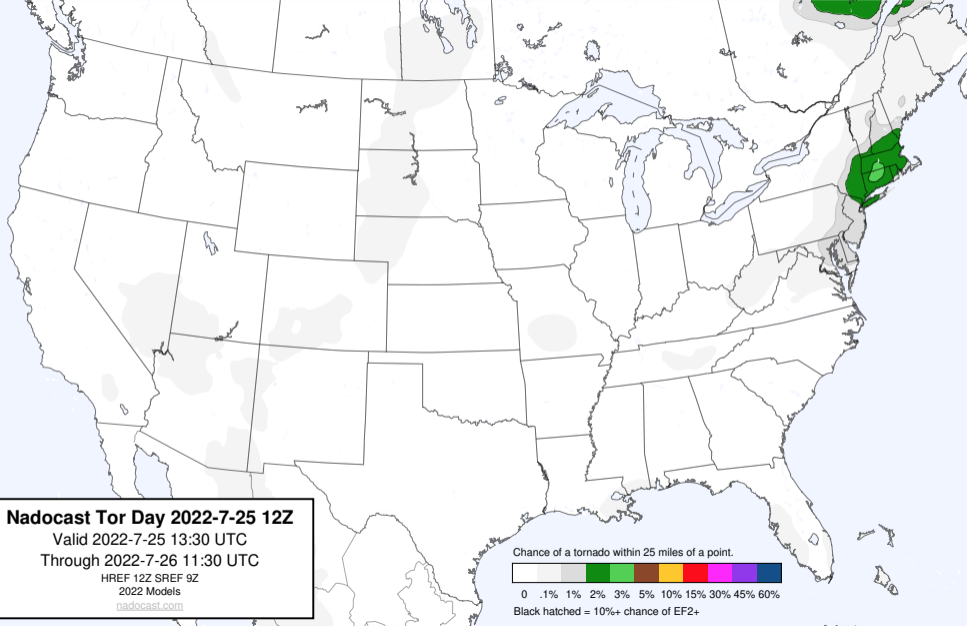 Nadocast Tor Day 2022-7-25 12Z
Valid 2022-7-25 13:30 UTC
Through 2022-7-26 11:30 UTC
HREF 12Z SREF 9Z
2022 Models
nadocast.com
Chance of a tornado within 25 miles of a point.
0 .1% 1% 2% 3% 5% 10% 15% 30% 45% 60%
Black hatched = 10%+ chance of EF2+